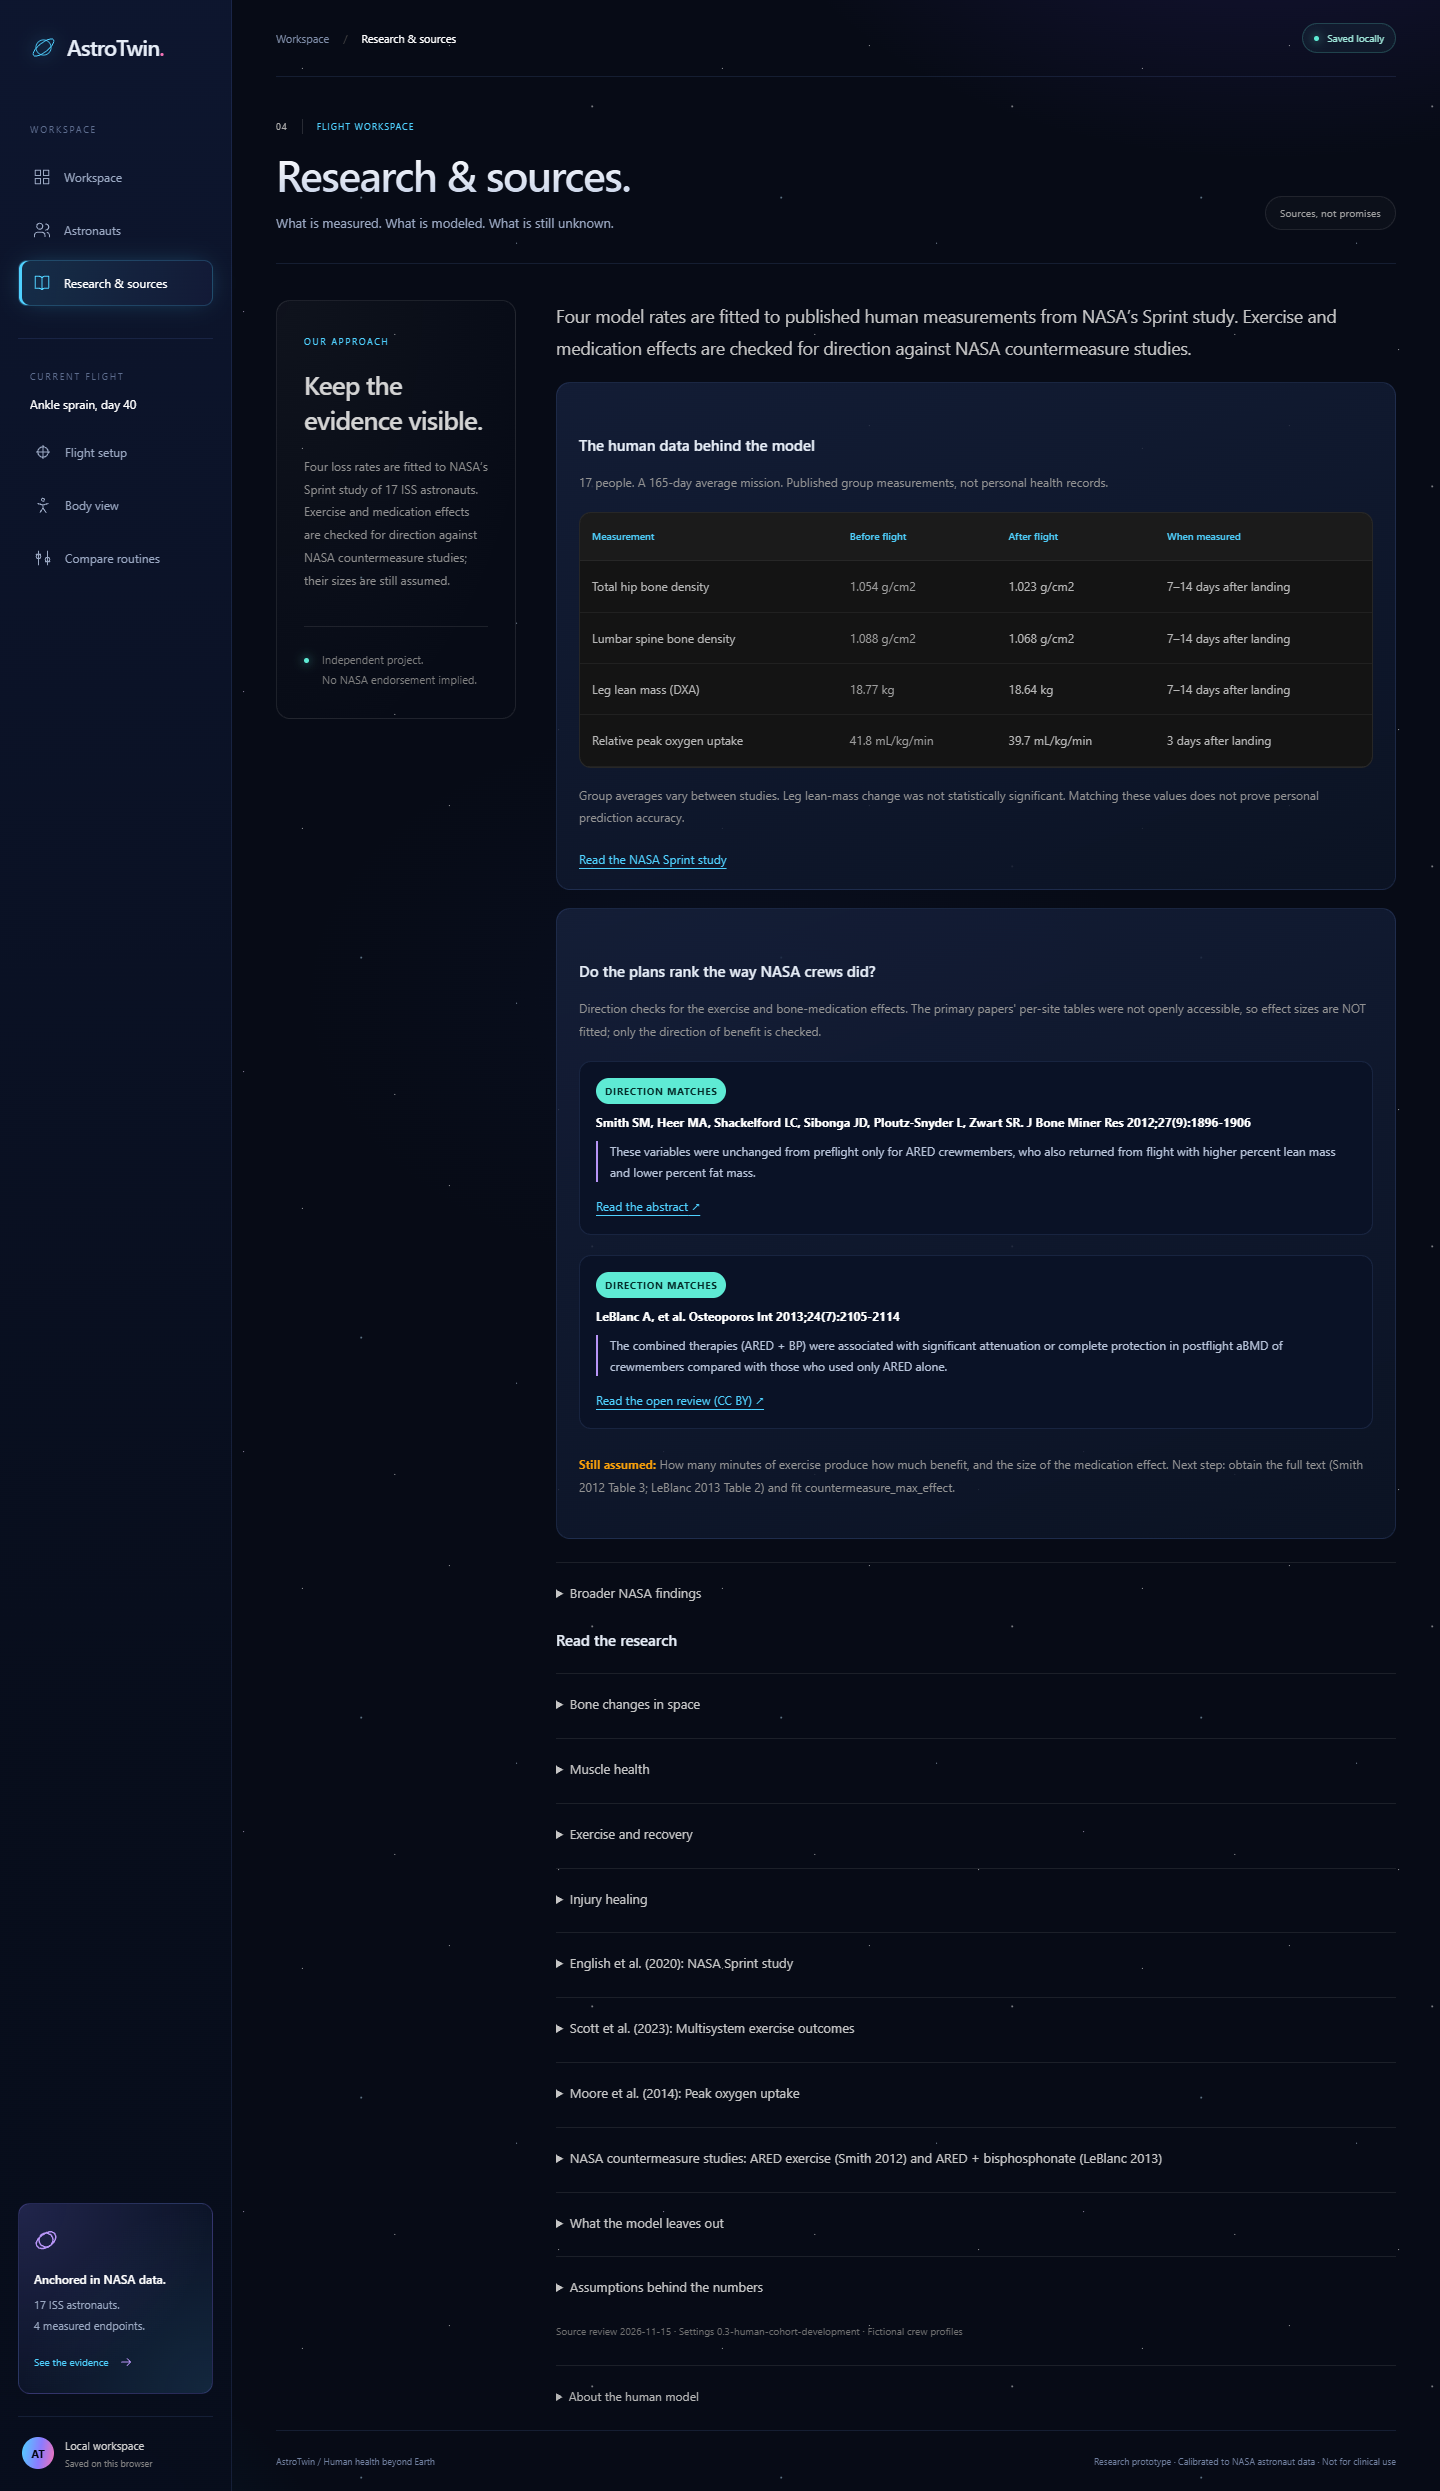 AstroTwin.
WORKSPACE
Workspace
Astronauts
Research & sources
CURRENT FLIGHT
Ankle sprain, day 40
Flight setup
Body view
Compare routines
Anchored in NASA data.
17 ISS astronauts.
4 measured endpoints.
See the evidence →
AT
Local workspace
Saved on this browser
Workspace / Research & sources
Saved locally
04 FLIGHT WORKSPACE
Research & sources.
What is measured. What is modeled. What is still unknown.
Sources, not promises
OUR APPROACH
Keep the
evidence visible.
Four loss rates are fitted to NASA's
Sprint study of 17 ISS astronauts.
Exercise and medication effects
are checked for direction against
NASA countermeasure studies;
their sizes are still assumed.
Independent project.
No NASA endorsement implied.
Four model rates are fitted to published human measurements from NASA's Sprint study. Exercise and
medication effects are checked for direction against NASA countermeasure studies.
The human data behind the model
17 people. A 165-day average mission. Published group measurements, not personal health records.
Measurement Before flight After flight When measured
Total hip bone density 1.054 g/cm2 1.023 g/cm2 7–14 days after landing
Lumbar spine bone density 1.088 g/cm2 1.068 g/cm2 7–14 days after landing
Leg lean mass (DXA) 18.77 kg 18.64 kg 7–14 days after landing
Relative peak oxygen uptake 41.8 mL/kg/min 39.7 mL/kg/min 3 days after landing
Group averages vary between studies. Leg lean-mass change was not statistically significant. Matching these values does not prove personal
prediction accuracy.
Read the NASA Sprint study
Do the plans rank the way NASA crews did?
Direction checks for the exercise and bone-medication effects. The primary papers' per-site tables were not openly accessible, so effect sizes are NOT
fitted; only the direction of benefit is checked.
DIRECTION MATCHES
Smith SM, Heer MA, Shackelford LC, Sibonga JD, Ploutz-Snyder L, Zwart SR. J Bone Miner Res 2012;27(9):1896-1906
These variables were unchanged from preflight only for ARED crewmembers, who also returned from flight with higher percent lean mass
and lower percent fat mass.
Read the abstract ↗
DIRECTION MATCHES
LeBlanc A, et al. Osteoporos Int 2013;24(7):2105-2114
The combined therapies (ARED + BP) were associated with significant attenuation or complete protection in postflight aBMD of
crewmembers compared with those who used only ARED alone.
Read the open review (CC BY) ↗
Still assumed: How many minutes of exercise produce how much benefit, and the size of the medication effect. Next step: obtain the full text (Smith
2012 Table 3; LeBlanc 2013 Table 2) and fit countermeasure_max_effect.
▶ Broader NASA findings
Read the research
▶ Bone changes in space
▶ Muscle health
▶ Exercise and recovery
▶ Injury healing
▶ English et al. (2020): NASA Sprint study
▶ Scott et al. (2023): Multisystem exercise outcomes
▶ Moore et al. (2014): Peak oxygen uptake
▶ NASA countermeasure studies: ARED exercise (Smith 2012) and ARED + bisphosphonate (LeBlanc 2013)
▶ What the model leaves out
▶ Assumptions behind the numbers
Source review 2026-11-15 · Settings 0.3-human-cohort-development · Fictional crew profiles
▶ About the human model
AstroTwin / Human health beyond Earth
Research prototype · Calibrated to NASA astronaut data · Not for clinical use